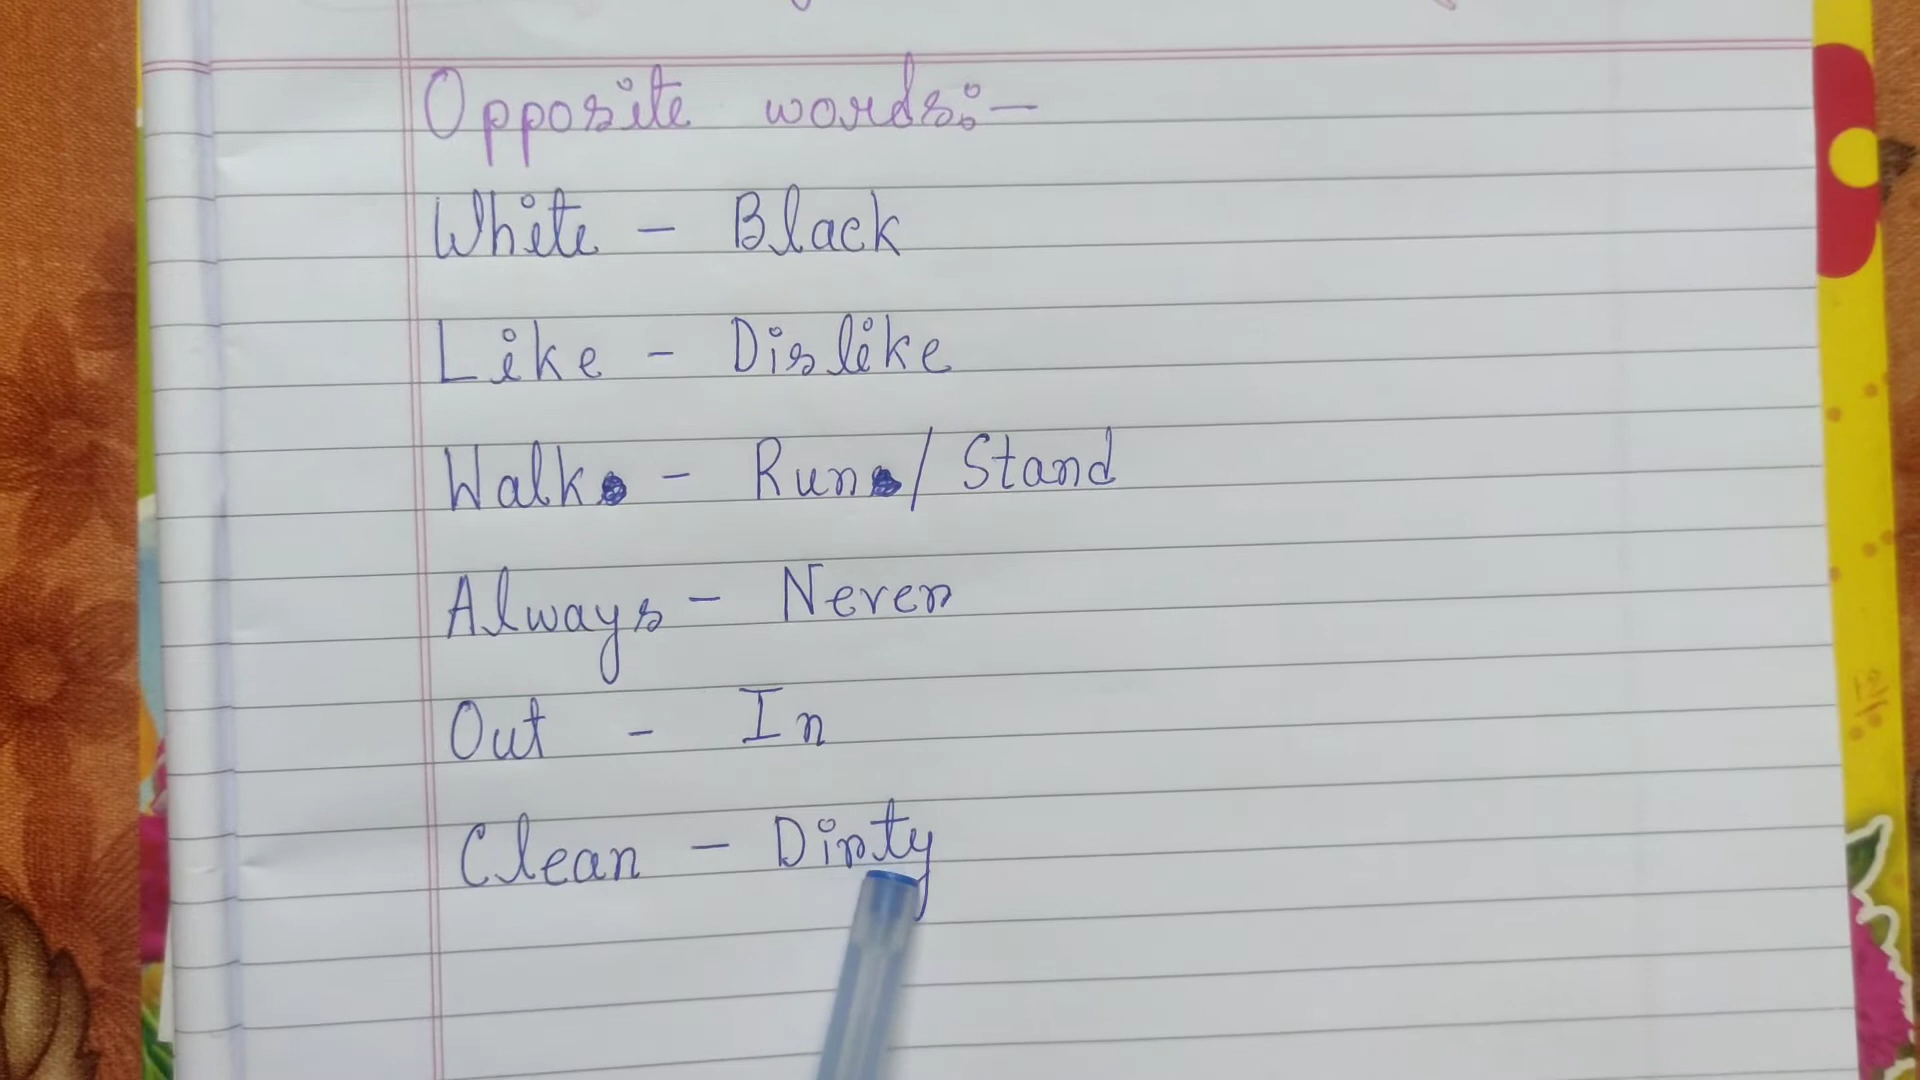 Opposite words:-
White - Black
Like - Dislike
Walk - Run / Stand
Always - Never
Out - In
Clean - Dirty